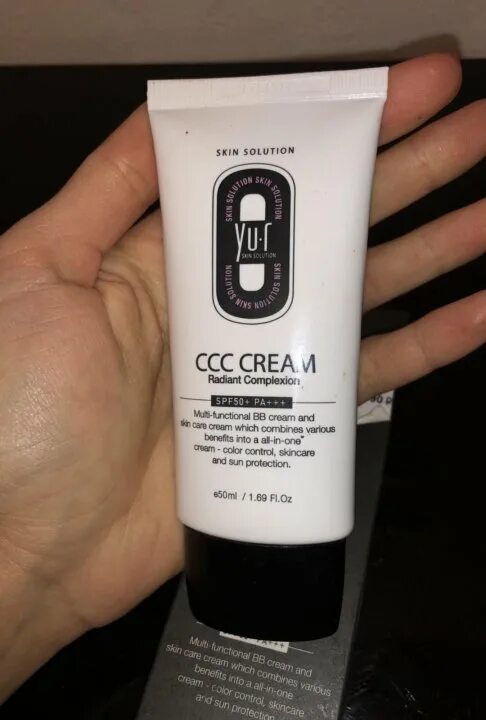 SKIN SOLUTION
SKIN SOLUTION SKIN SOLUTION
yu·r
SKIN SOLUTION
SKIN SOLUTION SKIN SOLUTION
CCC CREAM
Radiant Complexion
SPF50+ PA+++
Multi-functional BB cream and
skin care cream which combines various
benefits into a all-in-one"
cream - color control, skincare
and sun protection.
e50ml / 1.69 Fl.Oz
PA+++
Multi-functional BB cream and
skin care cream which combines various
benefits into a all-in-one"
cream - color control, skincare
and sun protection